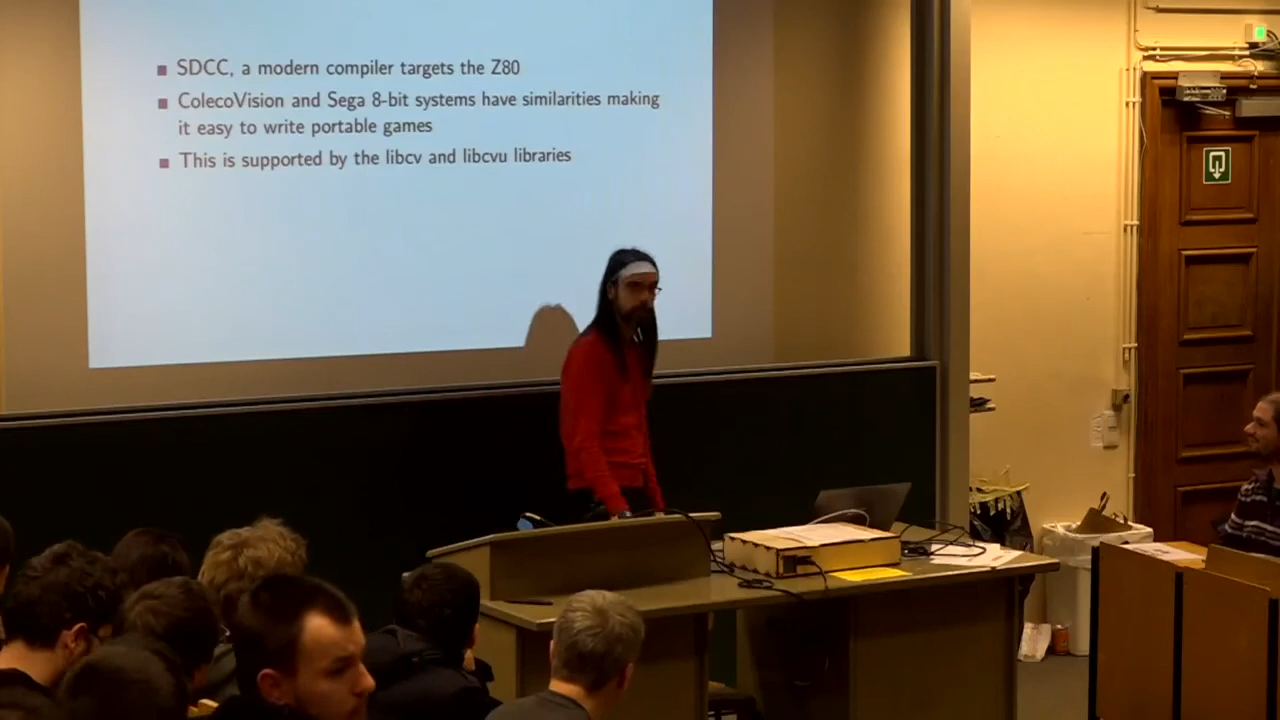 SDCC, a modern compiler targets the Z80
ColecoVision and Sega 8-bit systems have similarities making
it easy to write portable games
This is supported by the libcv and libcvu libraries